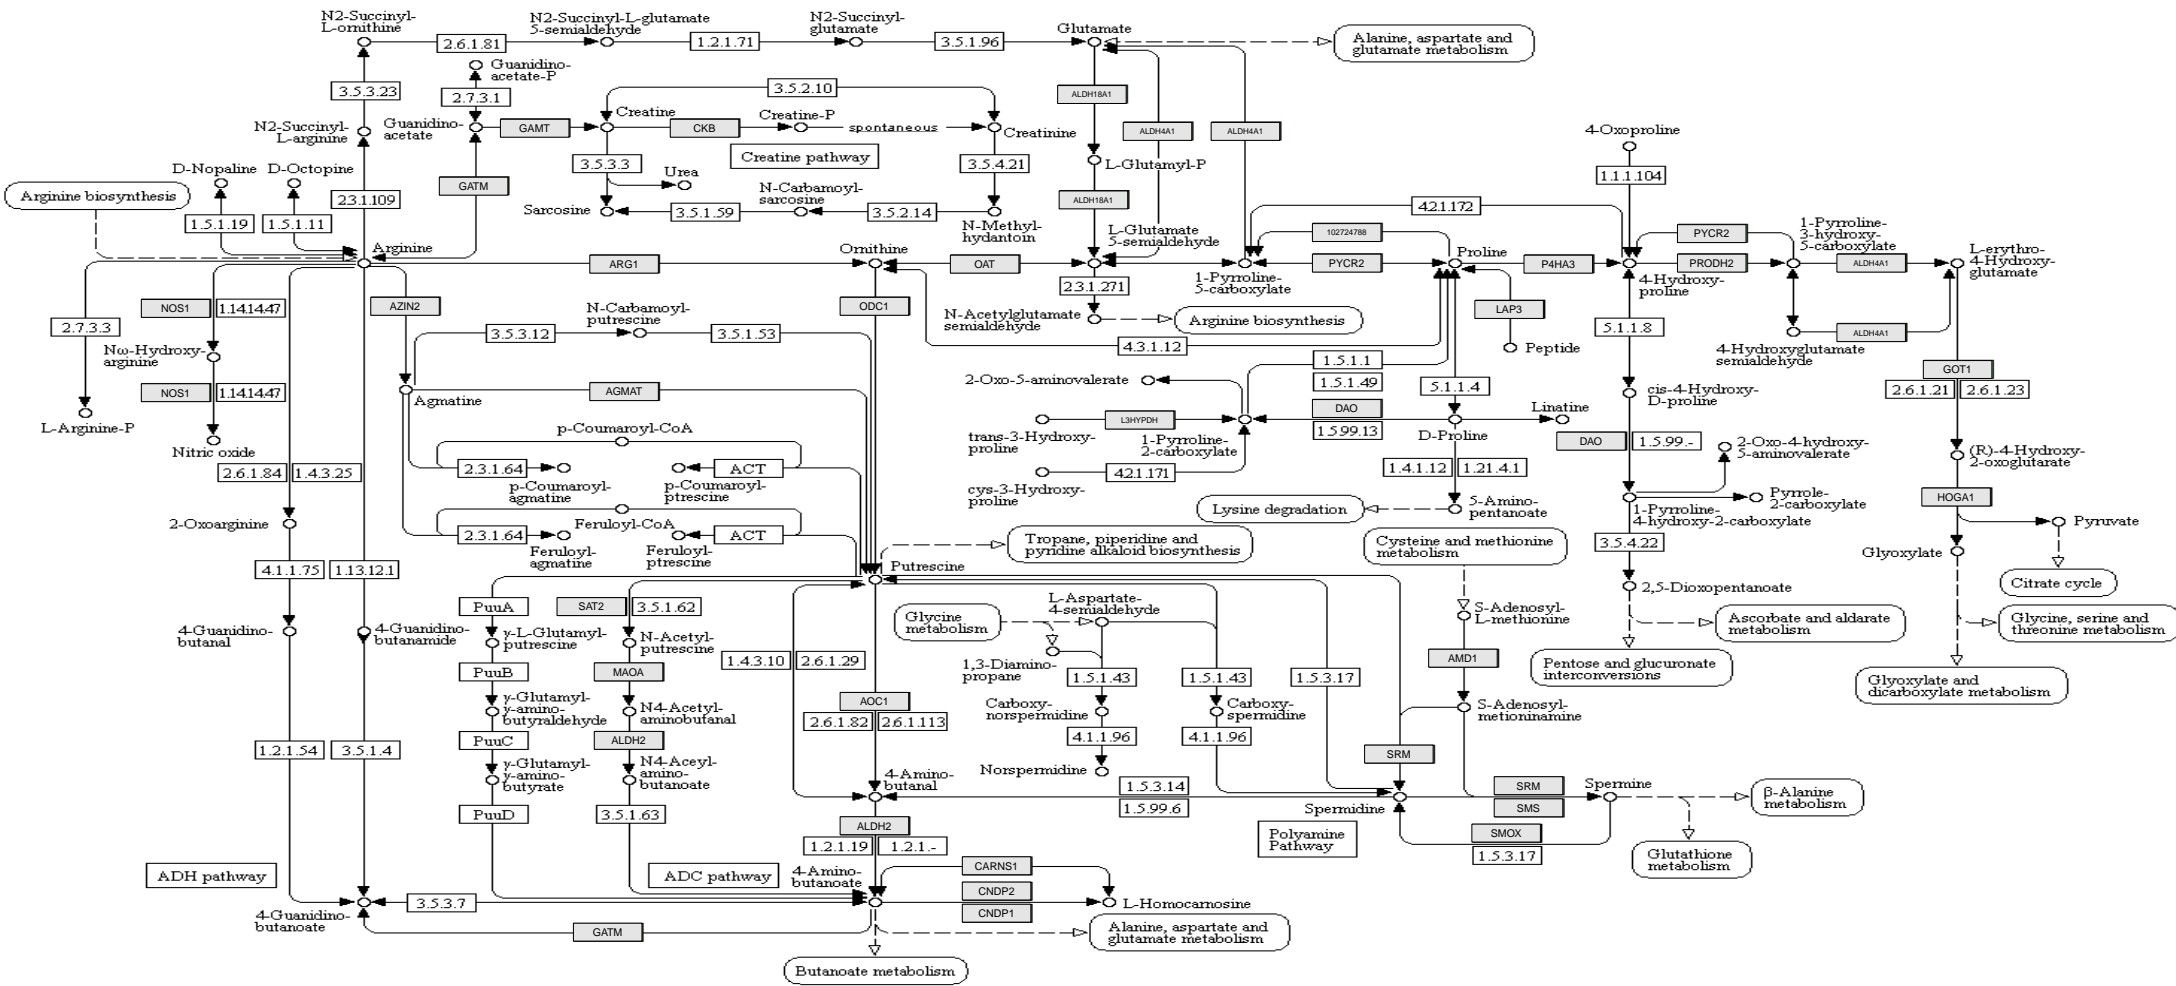 N2-Succinyl-
L-ornithine
2.6.1.81
N2-Succinyl-L-glutamate
5-semialdehyde
1.2.1.71
N2-Succinyl-
glutamate
3.5.1.96
Glutamate
Alanine, aspartate and
glutamate metabolism
Guanidino-
acetate-P
3.5.3.23
2.7.3.1
3.5.2.10
ALDH18A1
N2-Succinyl-
L-arginine
Guanidino-
acetate
GAMT
Creatine
CKB
Creatine-P
spontaneous
Creatinine
ALDH4A1
ALDH4A1
4-Oxoproline
Creatine pathway
3.5.3.3
3.5.4.21
L-Glutamyl-P
1.1.1.104
D-Nopaline
D-Octopine
GATM
Urea
N-Carbamoyl-
sarcosine
Arginine biosynthesis
2.3.1.109
ALDH18A1
Sarcosine
3.5.1.59
3.5.2.14
4.2.1.172
1.5.1.19
1.5.1.11
N-Methyl-
hydantoin
L-Glutamate
5-semialdehyde
102724788
PYCR2
1-Pyrroline-
3-hydroxy-
5-carboxylate
Arginine
Ornithine
Proline
L-erythro-
4-Hydroxy-
glutamate
ARG1
OAT
PYCR2
P4HA3
PRODH2
ALDH4A1
1-Pyrroline-
5-carboxylate
4-Hydroxy-
proline
2.3.1.271
NOS1
1.14.14.47
AZIN2
ODC1
LAP3
N-Carbamoyl-
putrescine
N-Acetylglutamate
semialdehyde
Arginine biosynthesis
2.7.3.3
3.5.3.12
3.5.1.53
4.3.1.12
5.1.1.8
ALDH4A1
Peptide
Nω-Hydroxy-
arginine
4-Hydroxyglutamate
semialdehyde
1.5.1.1
GOT1
2-Oxo-5-aminovalerate
1.5.1.49
5.1.1.4
2.6.1.21
2.6.1.23
NOS1
1.14.14.47
Agmatine
AGMAT
cis-4-Hydroxy-
D-proline
L-Arginine-P
L3HYPDH
DAO
Linatine
1.5.99.13
D-Proline
trans-3-Hydroxy-
proline
1-Pyrroline-
2-carboxylate
p-Coumaroyl-CoA
DAO
1.5.99.-
2-Oxo-4-hydroxy-
5-aminovalerate
Nitric oxide
(R)-4-Hydroxy-
2-oxoglutarate
2.6.1.84
1.4.3.25
2.3.1.64
ACT
4.2.1.171
1.4.1.12
1.21.4.1
p-Coumaroyl-
agmatine
p-Coumaroyl-
ptrescine
cys-3-Hydroxy-
proline
Pyrrole-
2-carboxylate
HOGA1
Lysine degradation
5-Amino-
pentanoate
1-Pyrroline-
4-hydroxy-2-carboxylate
2-Oxoarginine
Feruloyl-CoA
Pyruvate
2.3.1.64
ACT
Feruloyl-
agmatine
Feruloyl-
ptrescine
Tropane, piperidine and
pyridine alkaloid biosynthesis
Cysteine and methionine
metabolism
3.5.4.22
Glyoxylate
4.1.1.75
1.13.12.1
Putrescine
2,5-Dioxopentanoate
Citrate cycle
PuuA
SAT2
3.5.1.62
L-Aspartate-
4-semialdehyde
Glycine
metabolism
S-Adenosyl-
L-methionine
Ascorbate and aldarate
metabolism
Glycine, serine and
threonine metabolism
4-Guanidino-
butanal
4-Guanidino-
butanamide
γ-L-Glutamyl-
putrescine
N-Acetyl-
putrescine
1.4.3.10
2.6.1.29
1,3-Diamino-
propane
AMD1
Pentose and glucuronate
interconversions
PuuB
MAOA
1.5.1.43
1.5.1.43
1.5.3.17
Glyoxylate and
dicarboxylate metabolism
γ-Glutamyl-
γ-amino-
butyraldehyde
N4-Acetyl-
aminobufanal
AOC1
2.6.1.82
2.6.1.113
Carboxy-
norspermidine
Carboxy-
spermidine
S-Adenosyl-
metioninamine
1.2.1.54
3.5.1.4
PuuC
ALDH2
4.1.1.96
4.1.1.96
SRM
γ-Glutamyl-
γ-amino-
butyrate
N4-Aceyl-
amino-
butanoate
4-Amino-
butanal
Norspermidine
1.5.3.14
1.5.99.6
Spermidine
SRM
SMS
Spermine
β-Alanine
metabolism
PuuD
3.5.1.63
ALDH2
1.2.1.19
1.2.1.-
Polyamine
Pathway
SMOX
1.5.3.17
Glutathione
metabolism
ADH pathway
ADC pathway
4-Amino-
butanoate
CARNS1
CNDP2
CNDP1
L-Homocarnosine
3.5.3.7
4-Guanidino-
butanoate
GATM
Alanine, aspartate and
glutamate metabolism
Butanoate metabolism